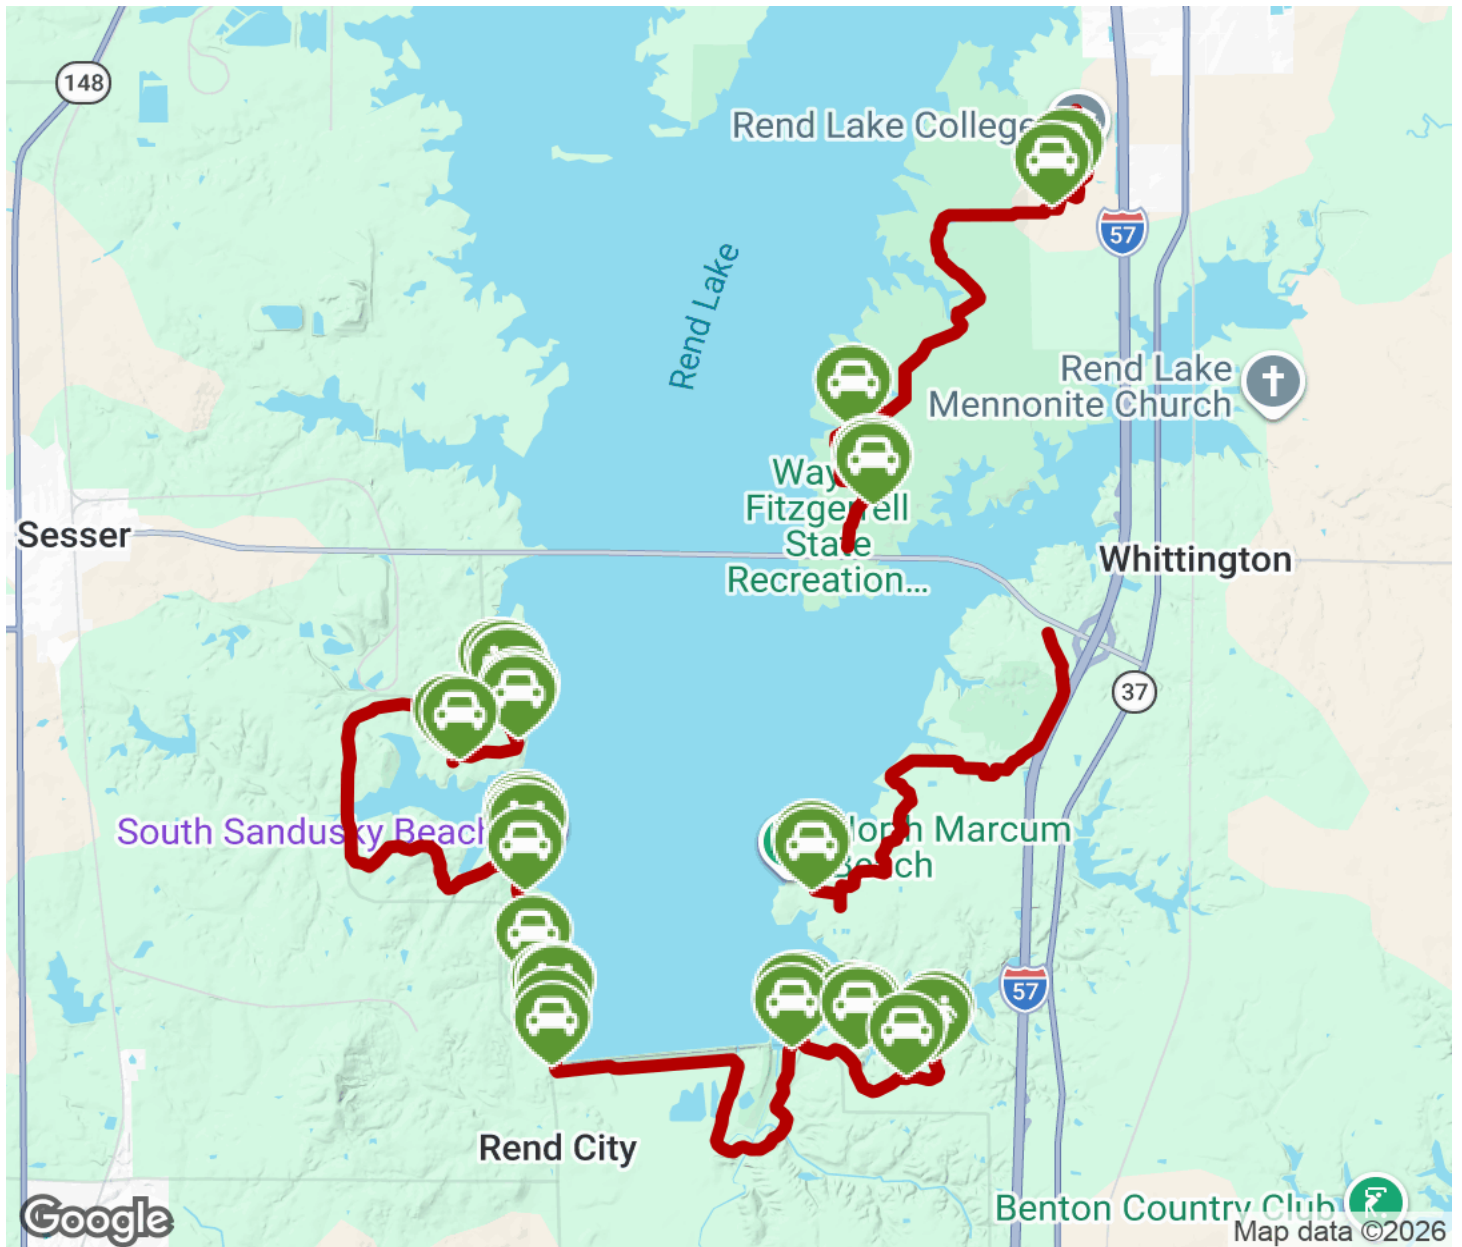 148
Rend Lake College
57
Rend Lake
Rend Lake
Mennonite Church
Way
Fitzgerrell
State
Recreation...
Sesser
Whittington
37
South Sandusky Beach
North Marcum
Beach
57
Rend City
Benton Country Club
Google
Map data ©2026